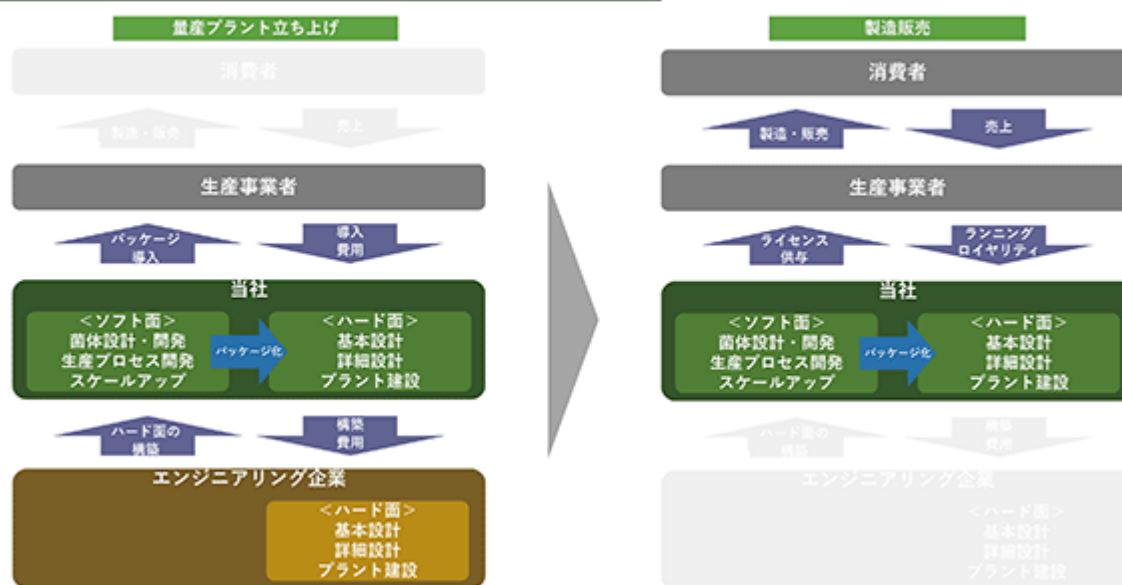 量産プラント立ち上げ
消費者
製造・販売
売上
生産事業者
パッケージ
導入
導入
費用
当社
＜ソフト面＞
菌体設計・開発
生産プロセス開発
スケールアップ
パッケージ化
＜ハード面＞
基本設計
詳細設計
プラント建設
ハード面の
構築
構築
費用
エンジニアリング企業
＜ハード面＞
基本設計
詳細設計
プラント建設
製造販売
消費者
製造・販売
売上
生産事業者
ライセンス
供与
ランニング
ロイヤリティ
当社
＜ソフト面＞
菌体設計・開発
生産プロセス開発
スケールアップ
パッケージ化
＜ハード面＞
基本設計
詳細設計
プラント建設
ハード面の
構築
構築
費用
エンジニアリング企業
＜ハード面＞
基本設計
詳細設計
プラント建設